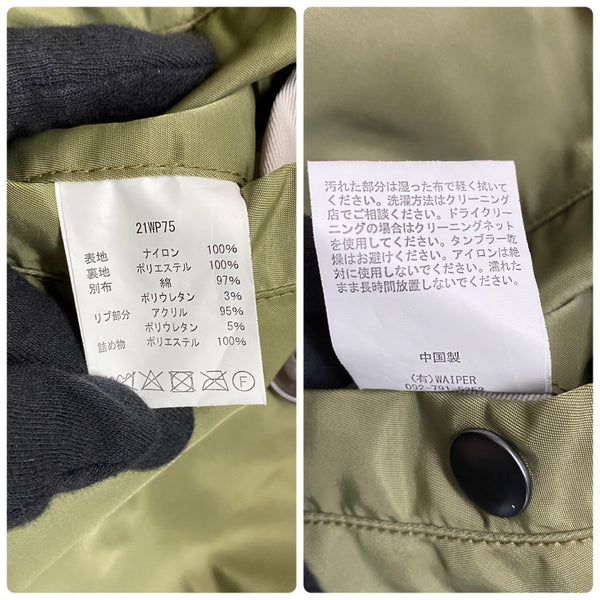 21WP75
表地 ナイロン 100%
裏地 ポリエステル 100%
別布 綿 97%
ポリウレタン 3%
リブ部分 アクリル 95%
ポリウレタン 5%
詰め物 ポリエステル 100%
F
汚れた部分は湿った布で軽く拭いて
ください。洗濯方法はクリーニング
店でご相談ください。ドライクリー
ニングの場合はクリーニングネット
を使用してください。タンブラー乾
燥はお避けください。アイロンは絶
対に使用しないでください。濡れた
まま長時間放置しないでください。
中国製
(有)WAIPER
092-791-5253